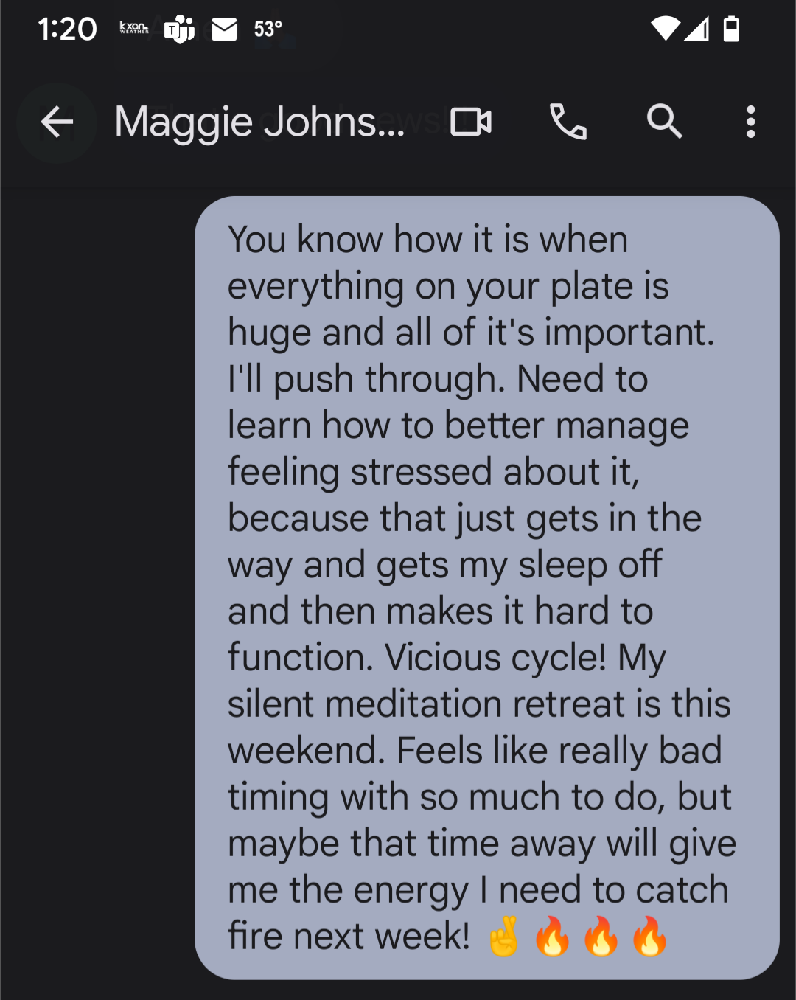 1:20 kxan WEATHER T 53°
Maggie Johns...
You know how it is when
everything on your plate is
huge and all of it's important.
I'll push through. Need to
learn how to better manage
feeling stressed about it,
because that just gets in the
way and gets my sleep off
and then makes it hard to
function. Vicious cycle! My
silent meditation retreat is this
weekend. Feels like really bad
timing with so much to do, but
maybe that time away will give
me the energy I need to catch
fire next week! 🤞🔥🔥🔥